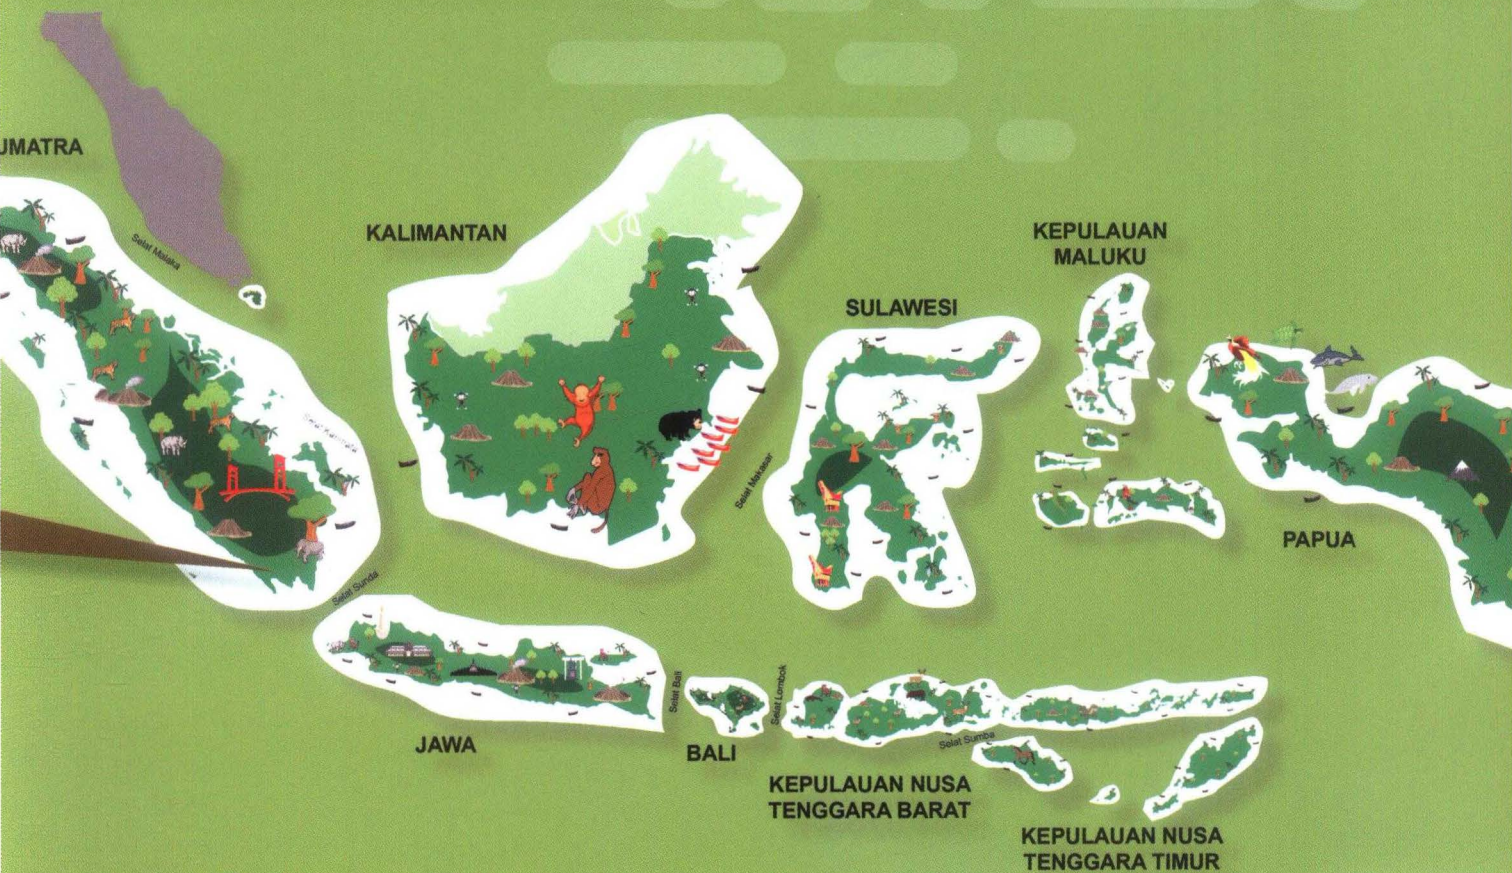 UMATRA
Selat Malaka
KALIMANTAN
KEPULAUAN
MALUKU
SULAWESI
Selat Makasar
PAPUA
Selat Sunda
JAWA
Selat Bali
BALI
Selat Lombok
Selat Sumba
KEPULAUAN NUSA
TENGGARA BARAT
KEPULAUAN NUSA
TENGGARA TIMUR